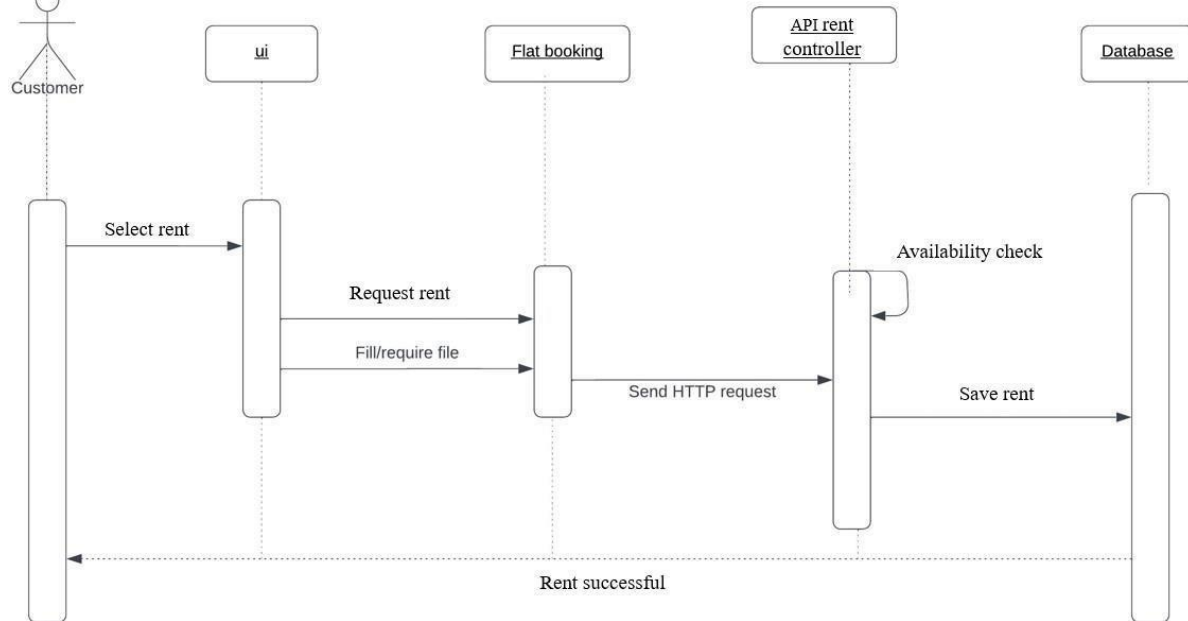 Customer
ui
Flat booking
API rent
controller
Database
Select rent
Availability check
Request rent
Fill/require file
Send HTTP request
Save rent
Rent successful